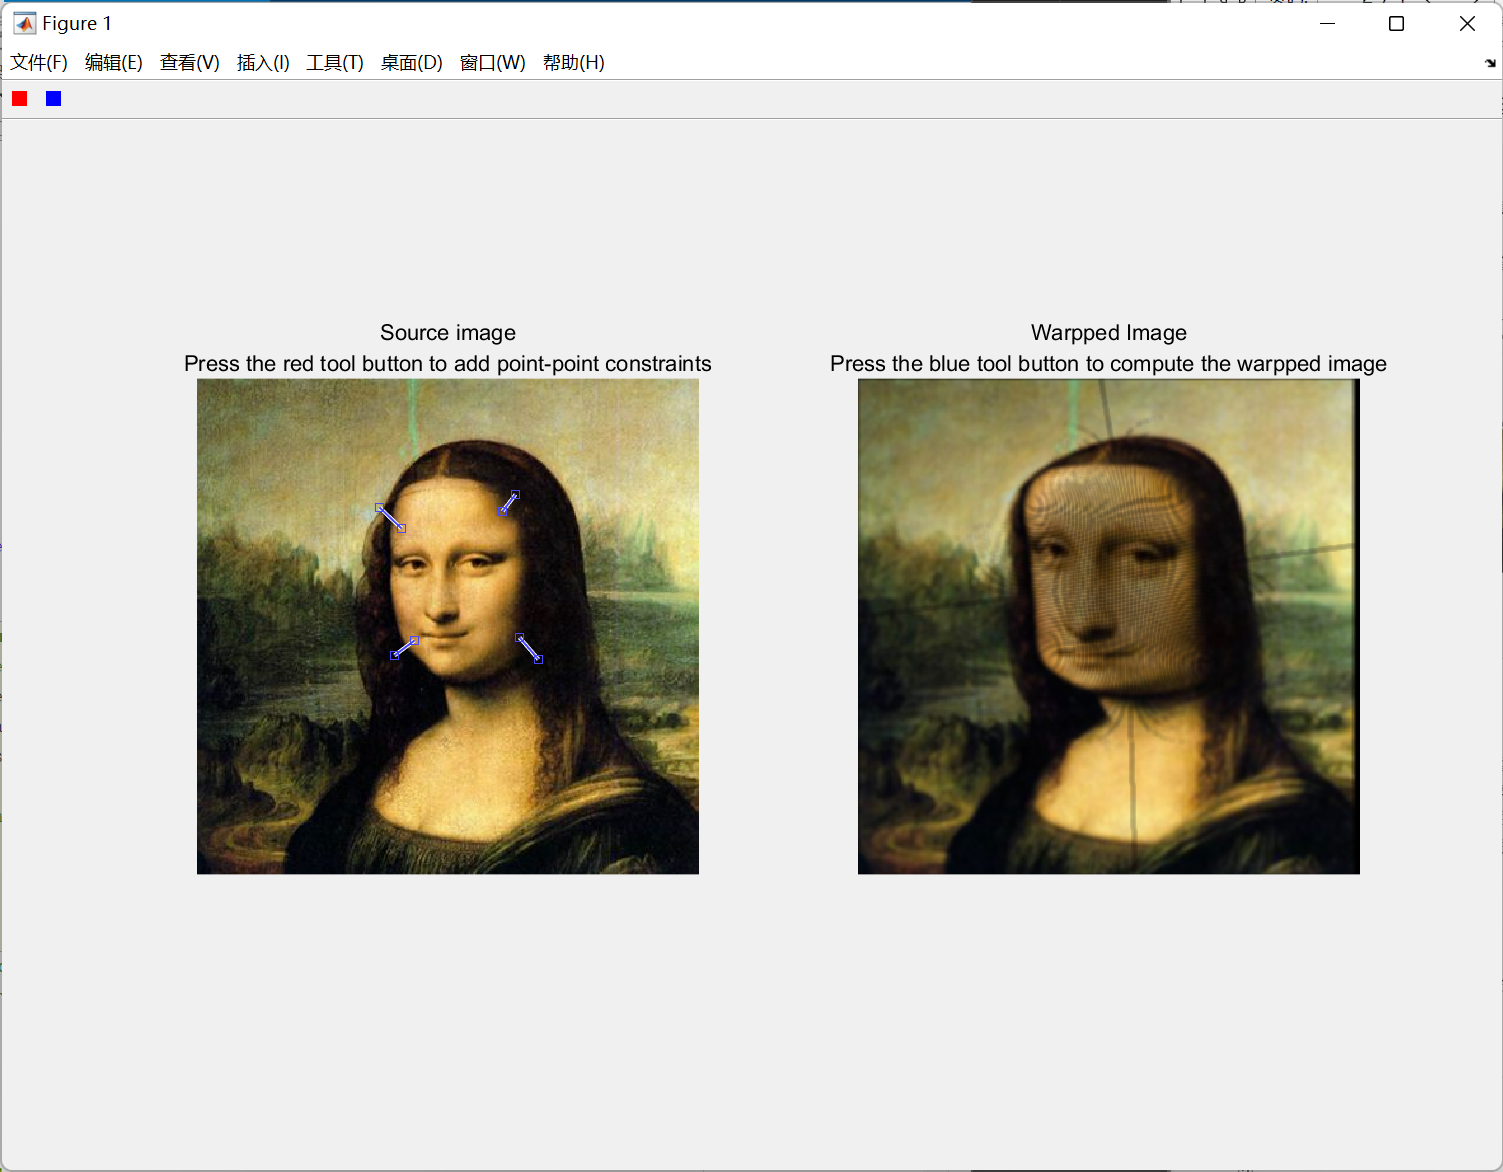 Figure 1
文件(F) 编辑(E) 查看(V) 插入(I) 工具(T) 桌面(D) 窗口(W) 帮助(H)
Source image
Press the red tool button to add point-point constraints
Warpped Image
Press the blue tool button to compute the warpped image